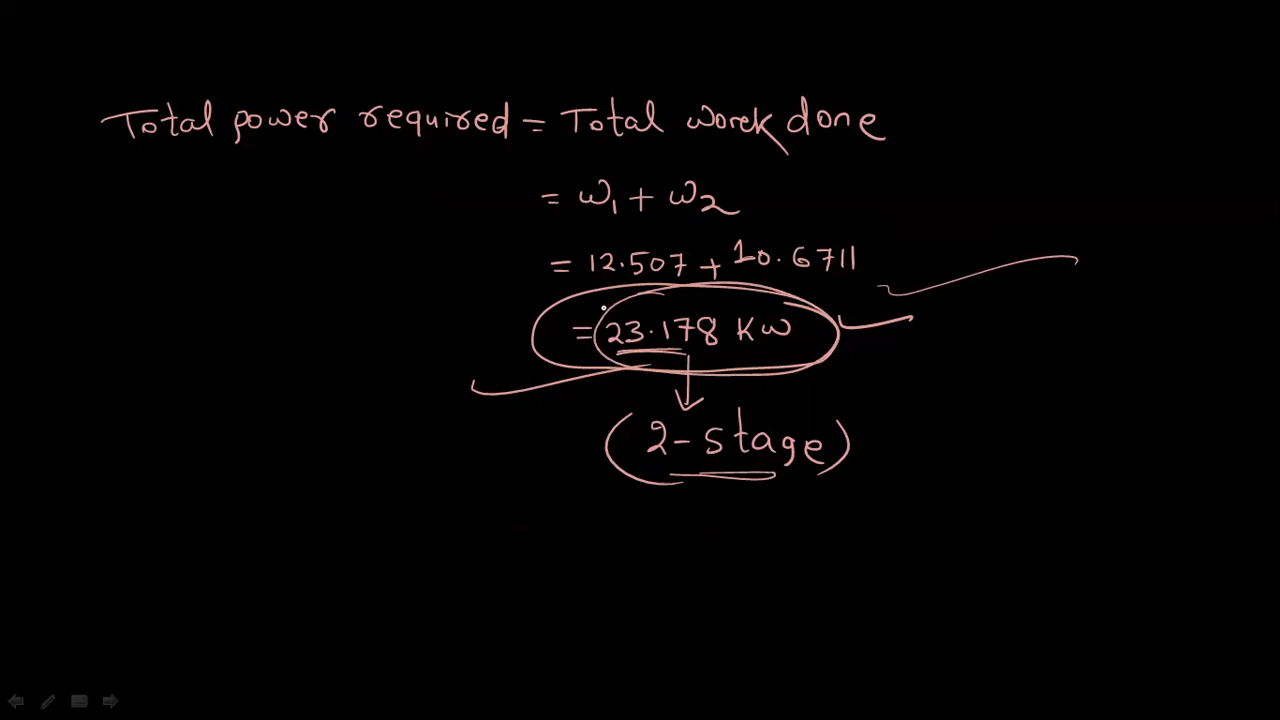 Total power required = Total work done
= w1 + w2
= 12.507 + 10.6711
= 23.178 Kw
(2-stage)